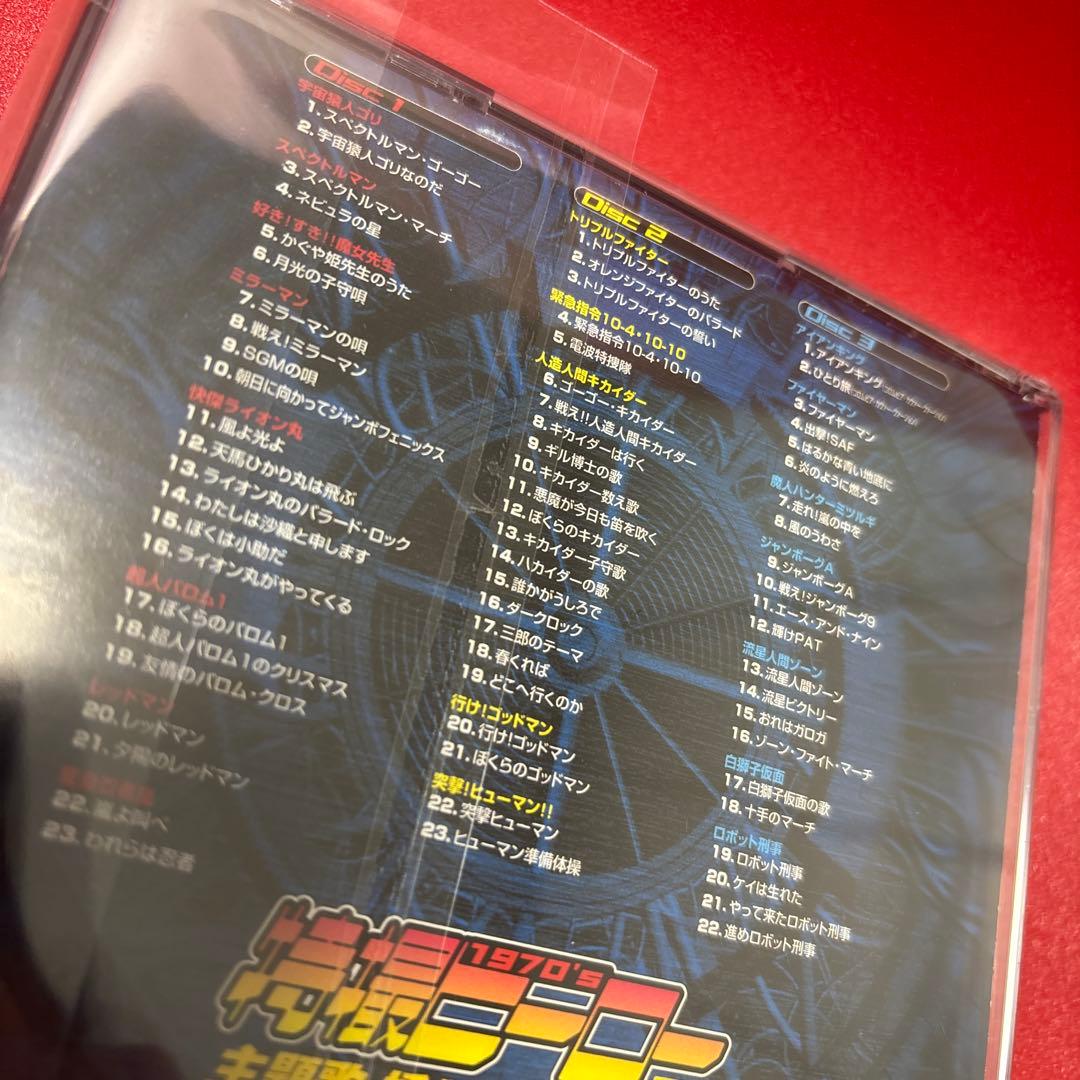 Disc 1
宇宙猿人ゴリ
1.スペクトルマン・ゴーゴー
2.宇宙猿人ゴリなのだ
スペクトルマン
3.スペクトルマン・マーチ
4.ネビュラの星
好き!すき!!魔女先生
5.かぐや姫先生のうた
6.月光の子守唄
ミラーマン
7.ミラーマンの唄
8.戦え!ミラーマン
9.SGMの唄
10.朝日に向かってジャンボフェニックス
快傑ライオン丸
11.風よ光よ
12.天馬ひかり丸は飛ぶ
13.ライオン丸のバラード・ロック
14.わたしは沙織と申します
15.ぼくは小助だ
16.ライオン丸がやってくる
超人バロム1
17.ぼくらのバロム1
18.超人バロム1のクリスマス
19.友情のバロム・クロス
レッドマン
20.レッドマン
21.夕陽のレッドマン
22.嵐よ叫べ
23.われらは忍者
Disc 2
トリプルファイター
1.トリプルファイターのうた
2.オレンジファイターのバラード
3.トリプルファイターの誓い
緊急指令10-4・10-10
4.緊急指令10-4・10-10
5.電波特捜隊
人造人間キカイダー
6.ゴーゴー・キカイダー
7.戦え!!人造人間キカイダー
8.キカイダーは行く
9.ギル博士の歌
10.キカイダー数え歌
11.悪魔が今日も笛を吹く
12.ぼくらのキカイダー
13.キカイダー子守歌
14.ハカイダーの歌
15.誰かがうしろで
16.ダークロック
17.三郎のテーマ
18.春くれば
19.どこへ行くのか
行け!ゴッドマン
20.行け!ゴッドマン
21.ぼくらのゴッドマン
突撃!ヒューマン!!
22.突撃ヒューマン
23.ヒューマン準備体操
Disc 3
アイアンキング
1.アイアンキング
2.ひとり旅
ファイヤーマン
3.ファイヤーマン
4.出撃!SAF
5.はるかな青い地底に
6.炎のように燃えろ
魔人ハンターミツルギ
7.走れ!嵐の中を
8.風のうわさ
ジャンボーグA
9.ジャンボーグA
10.戦え!ジャンボーグ9
11.エース・アンド・ナイン
12.輝けPAT
流星人間ゾーン
13.流星人間ゾーン
14.流星ビクトリー
15.おれはガロガ
16.ゾーン・ファイト・マーチ
白獅子仮面
17.白獅子仮面の歌
18.十手のマーチ
ロボット刑事
19.ロボット刑事
20.ケイは生れた
21.やって来たロボット刑事
22.進めロボット刑事
1970's
特撮ヒーロー
主題歌